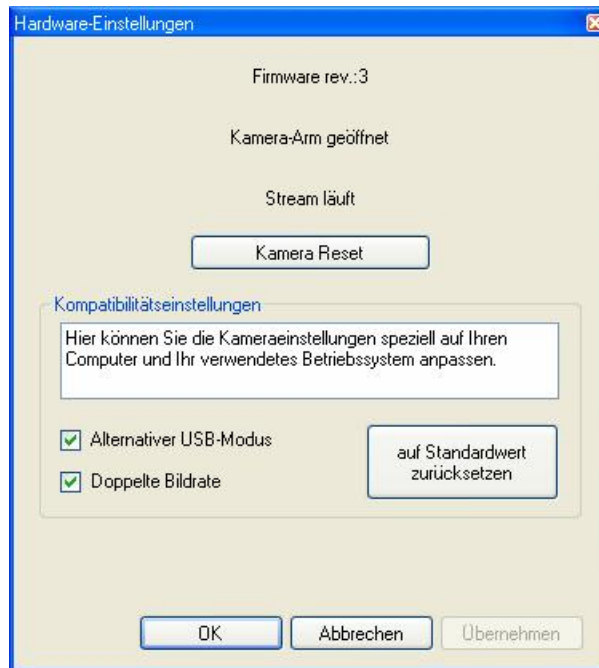 Hardware-Einstellungen
Firmware rev.:3
Kamera-Arm geöffnet
Stream läuft
Kamera Reset
Kompatibilitätseinstellungen
Hier können Sie die Kameraeinstellungen speziell auf Ihren
Computer und Ihr verwendetes Betriebssystem anpassen.
Alternativer USB-Modus
Doppelte Bildrate
auf Standardwert
zurücksetzen
OK
Abbrechen
Übernehmen